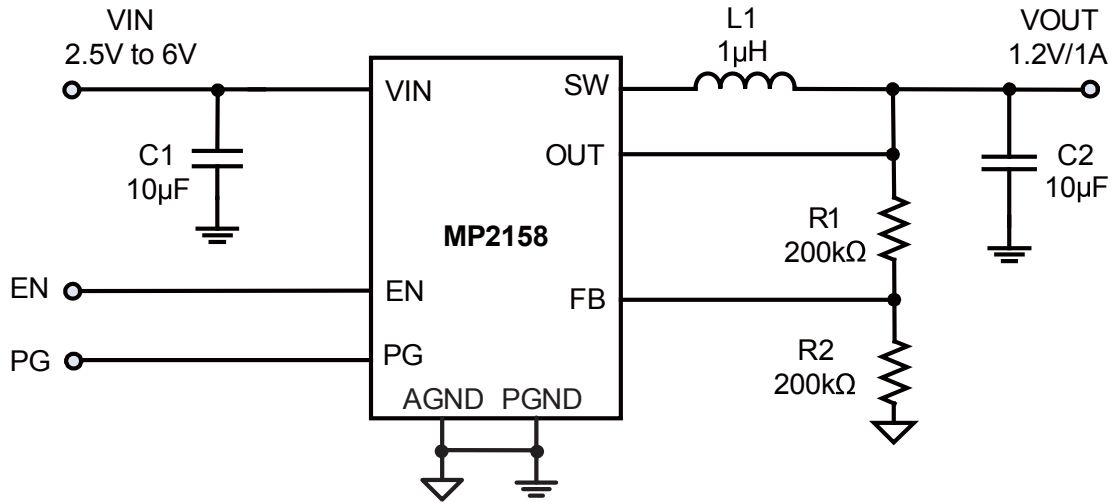 VIN
2.5V to 6V
L1
1µH
VOUT
1.2V/1A
VIN
SW
C1
10µF
OUT
C2
10µF
R1
200kΩ
MP2158
EN
EN
FB
PG
PG
R2
200kΩ
AGND PGND